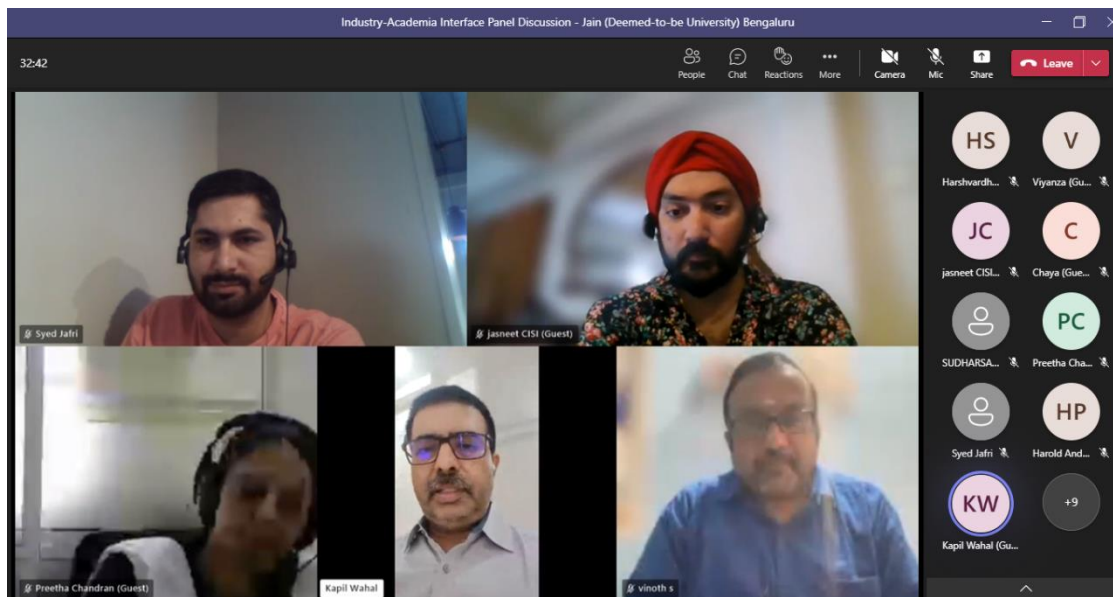 Industry-Academia Interface Panel Discussion - Jain (Deemed-to-be University) Bengaluru
32:42
People
Chat
Reactions
More
Camera
Mic
Share
Leave
Syed Jafri
jasneet CISI (Guest)
Preetha Chandran (Guest)
Kapil Wahal
vinoth s
HS
V
Harshvardh...
Viyanza (Gu...
JC
C
jasneet CISI...
Chaya (Gue...
PC
SUDHARSA...
Preetha Cha...
HP
Syed Jafri
Harold And...
KW
+9
Kapil Wahal (Gu...